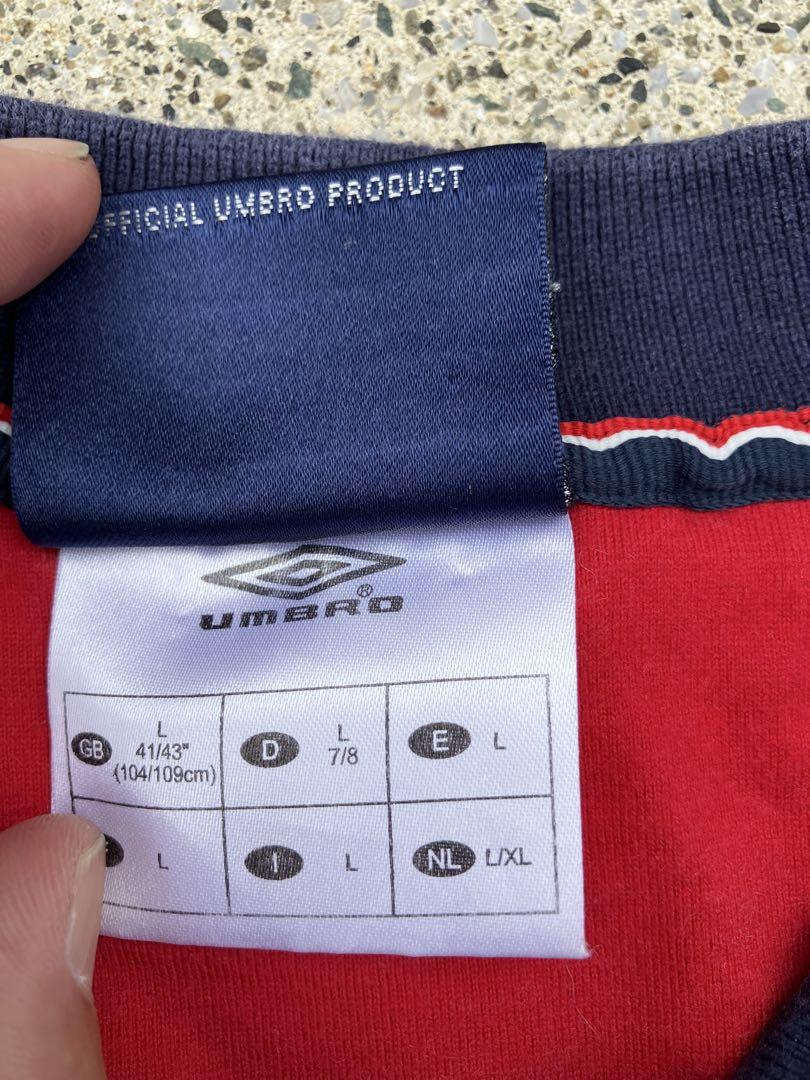 OFFICIAL UMBRO PRODUCT
UMBRO®
GB L 41/43" (104/109cm)
D L 7/8
E L
L
I L
NL L/XL